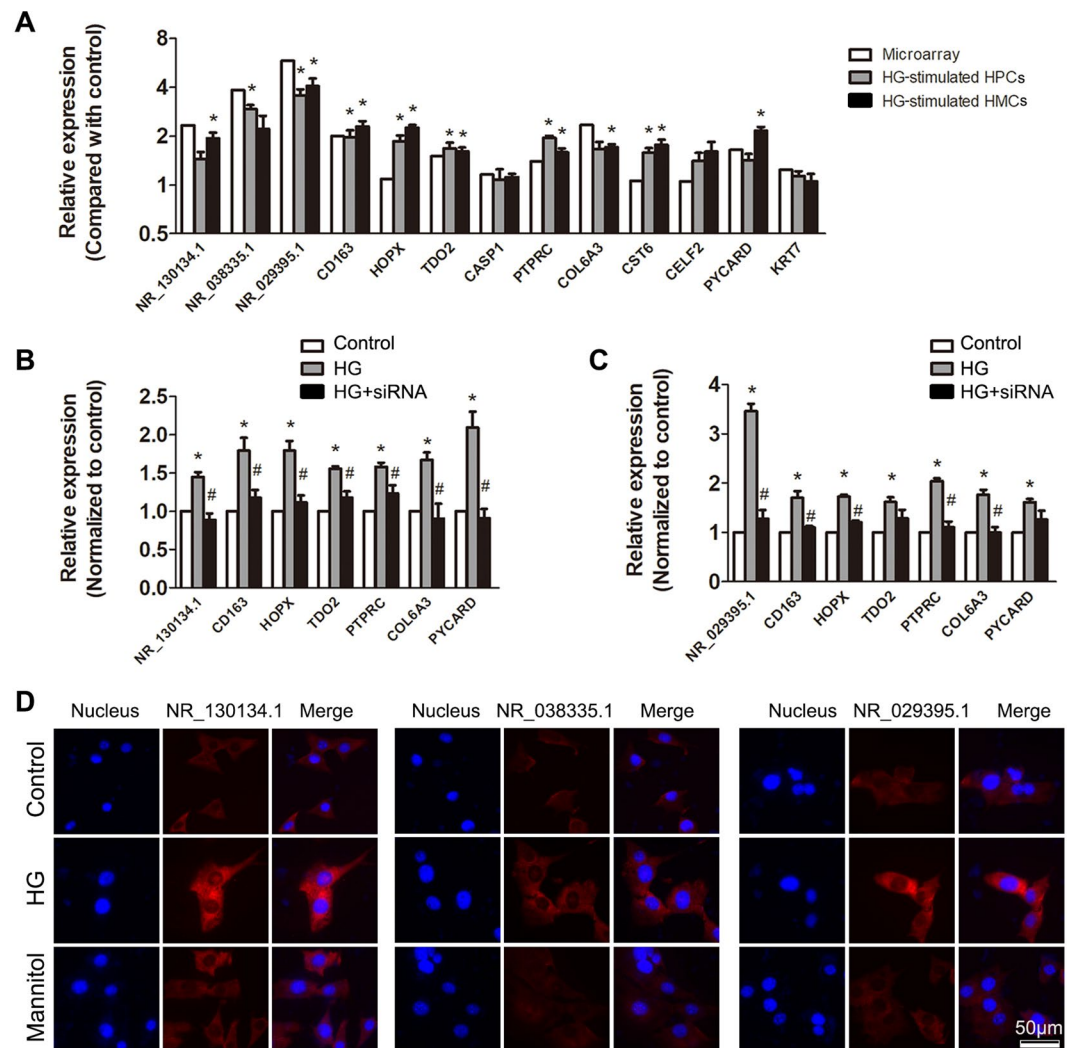 A
Relative expression
(Compared with control)
8
4
2
1
0.5
* * * * * * * * * * * * * * * * *
Microarray
HG-stimulated HPCs
HG-stimulated HMCs
NR_130134.1
NR_038335.1
NR_029395.1
CD163
HOPX
TDO2
CASP1
PTPRC
COL6A3
CST6
CELF2
PYCARD
KRT7
B
Control
HG
HG+siRNA
Relative expression
(Normalized to control)
2.5
2.0
1.5
1.0
0.5
0.0
* * * * * * *
# # # # # # #
NR_130134.1
CD163
HOPX
TDO2
PTPRC
COL6A3
PYCARD
C
Control
HG
HG+siRNA
Relative expression
(Normalized to control)
4
3
2
1
0
* * * * * * *
# # # # #
NR_029395.1
CD163
HOPX
TDO2
PTPRC
COL6A3
PYCARD
D
Nucleus NR_130134.1 Merge
Nucleus NR_038335.1 Merge
Nucleus NR_029395.1 Merge
Control
HG
Mannitol
50μm